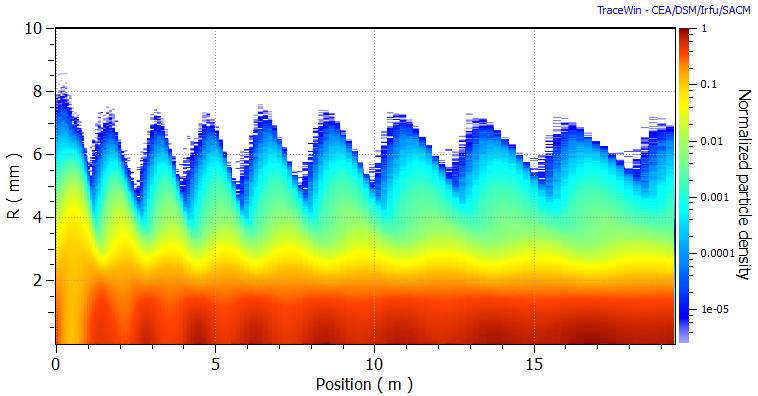 TraceWin - CEA/DSM/Irfu/SACM
10
8
6
4
2
R ( mm )
0
5
10
15
Position ( m )
1
0.1
0.01
0.001
0.0001
1e-05
Normalized particle density